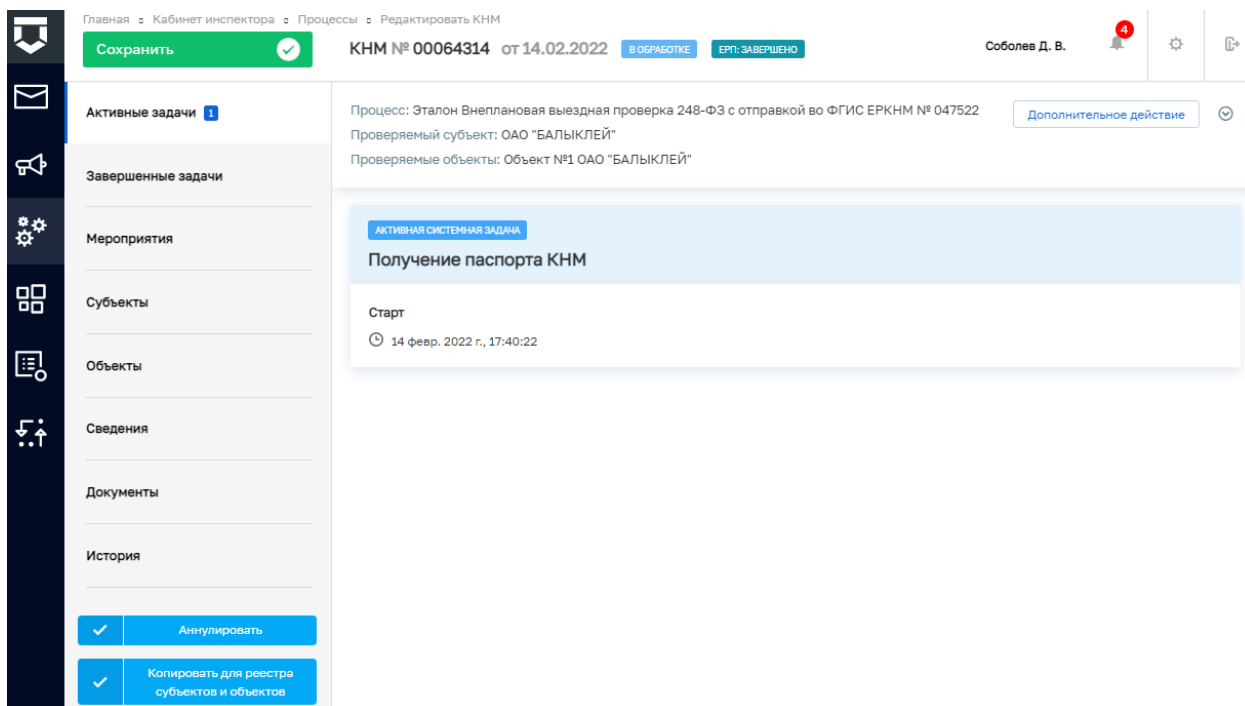 Главная Кабинет инспектора Процессы Редактировать КНМ
Сохранить
КНМ № 00064314 от 14.02.2022 В ОБРАБОТКЕ ЕРП: ЗАВЕРШЕНО
Соболев Д. В.
4
Активные задачи 1
Завершенные задачи
Мероприятия
Субъекты
Объекты
Сведения
Документы
История
Аннулировать
Копировать для реестра
субъектов и объектов
Процесс: Эталон Внеплановая выездная проверка 248-ФЗ с отправкой во ФГИС ЕРКНМ № 047522
Проверяемый субъект: ОАО "БАЛЫКЛЕЙ"
Проверяемые объекты: Объект №1 ОАО "БАЛЫКЛЕЙ"
Дополнительное действие
АКТИВНАЯ СИСТЕМНАЯ ЗАДАЧА
Получение паспорта КНМ
Старт
14 февр. 2022 г., 17:40:22